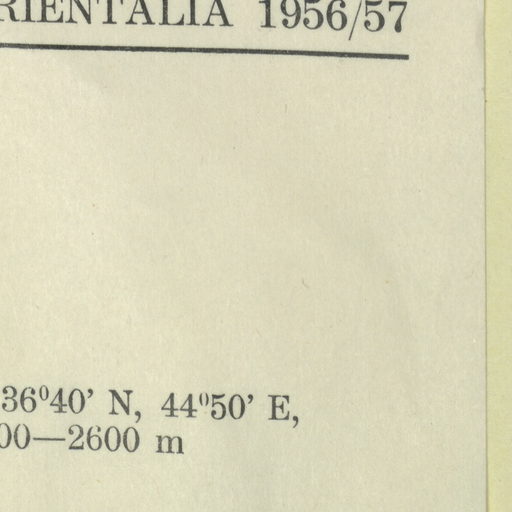 RIENTALIA 1956/57
36⁰40' N, 44⁰50' E,
00—2600 m